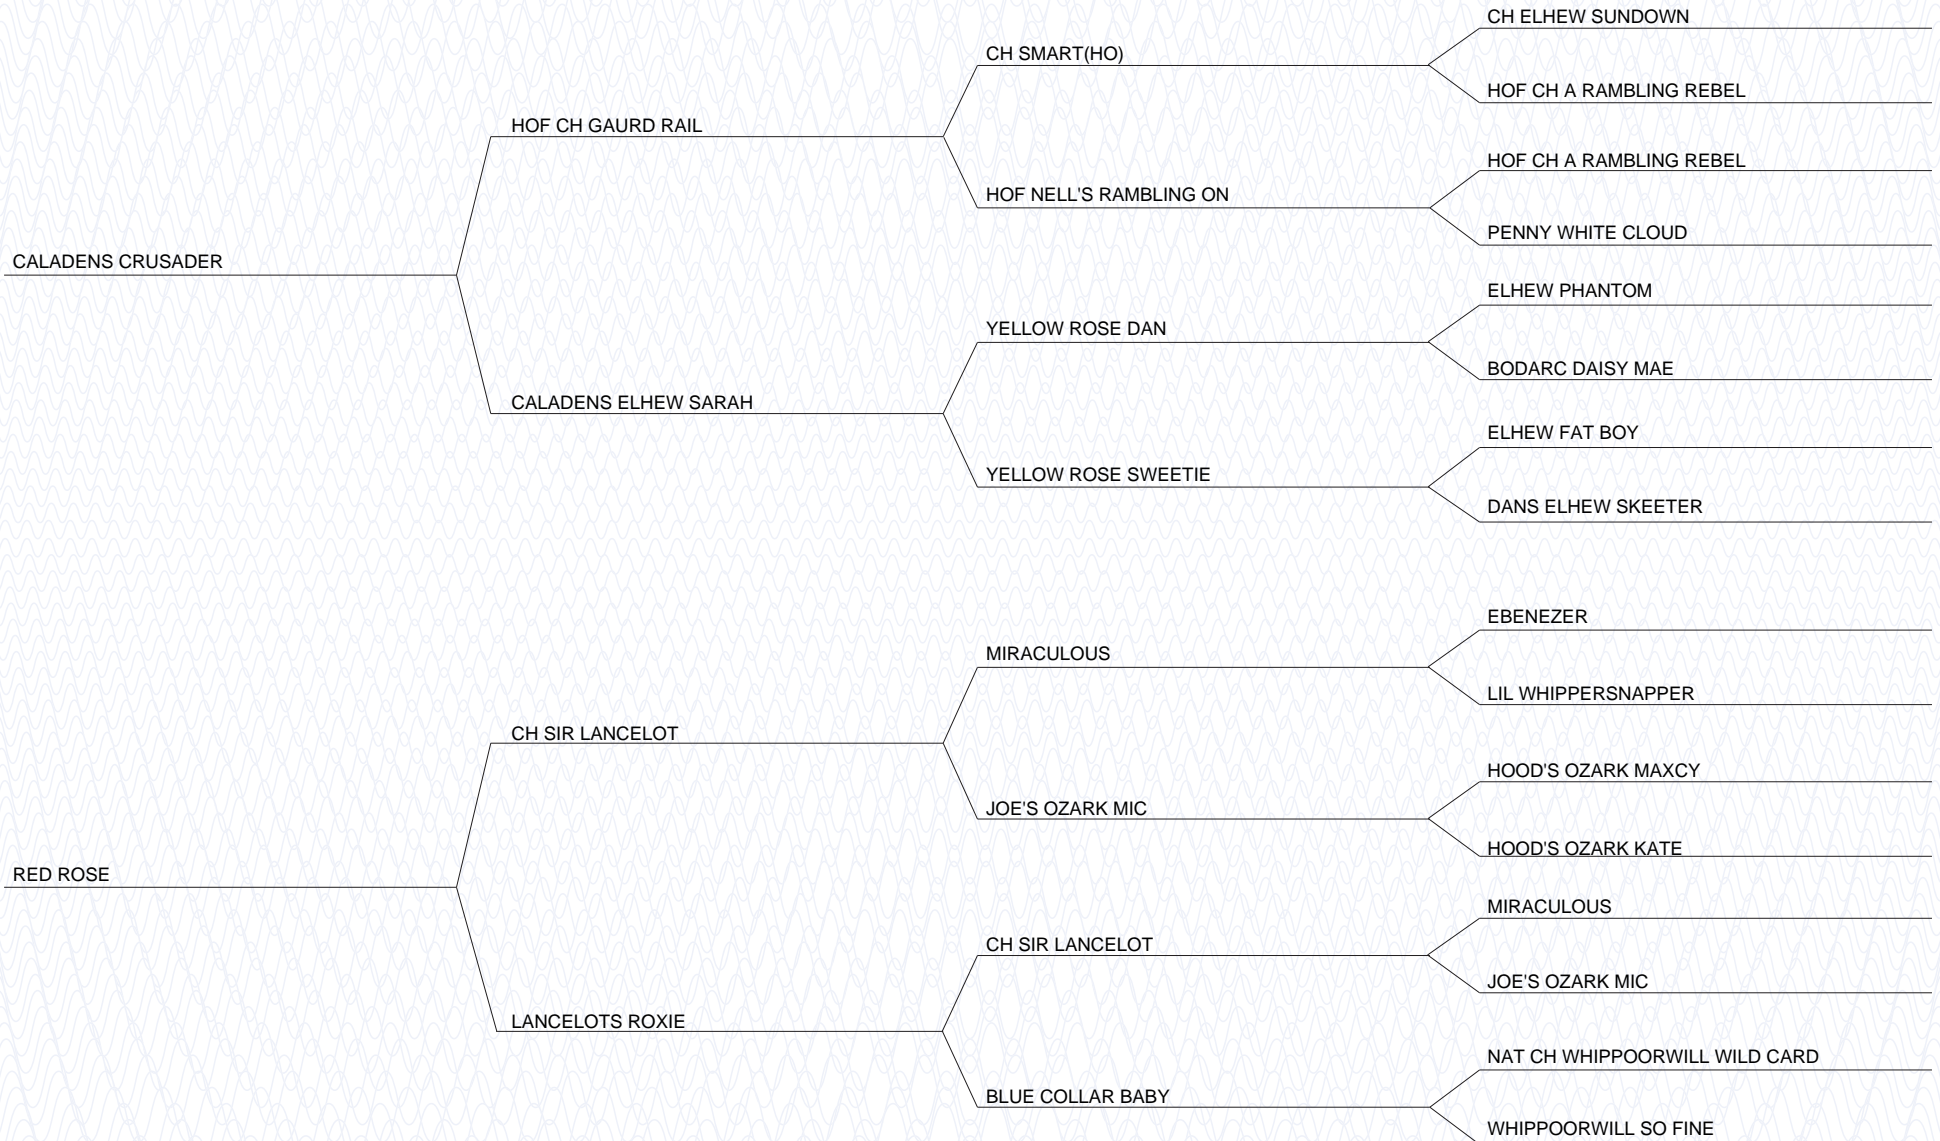 CH ELHEW SUNDOWN
CH SMART(HO)
HOF CH A RAMBLING REBEL
HOF CH GAURD RAIL
HOF CH A RAMBLING REBEL
HOF NELL'S RAMBLING ON
PENNY WHITE CLOUD
CALADENS CRUSADER
ELHEW PHANTOM
YELLOW ROSE DAN
BODARC DAISY MAE
CALADENS ELHEW SARAH
ELHEW FAT BOY
YELLOW ROSE SWEETIE
DANS ELHEW SKEETER
EBENEZER
MIRACULOUS
LIL WHIPPERSNAPPER
CH SIR LANCELOT
HOOD'S OZARK MAXCY
JOE'S OZARK MIC
HOOD'S OZARK KATE
RED ROSE
MIRACULOUS
CH SIR LANCELOT
JOE'S OZARK MIC
LANCELOTS ROXIE
NAT CH WHIPPOORWILL WILD CARD
BLUE COLLAR BABY
WHIPPOORWILL SO FINE